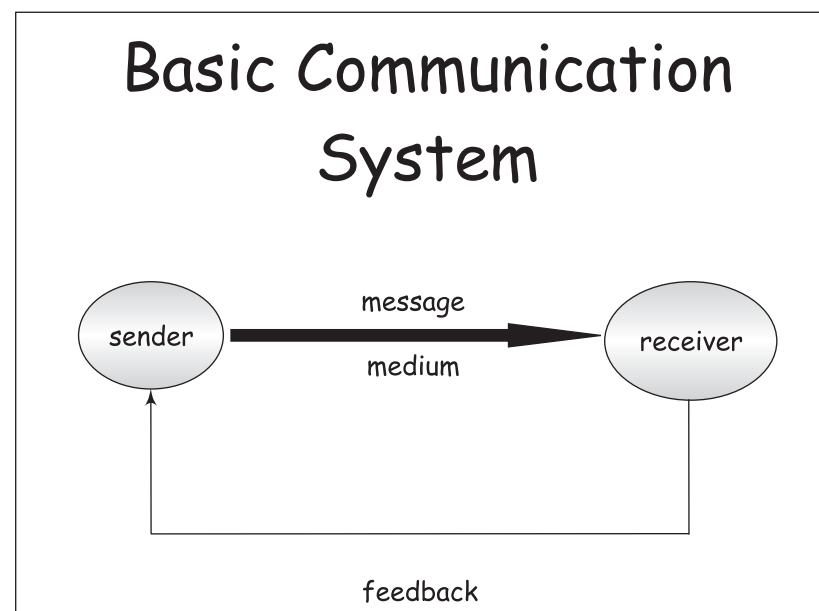 Basic Communication
System
message
sender
receiver
medium
feedback